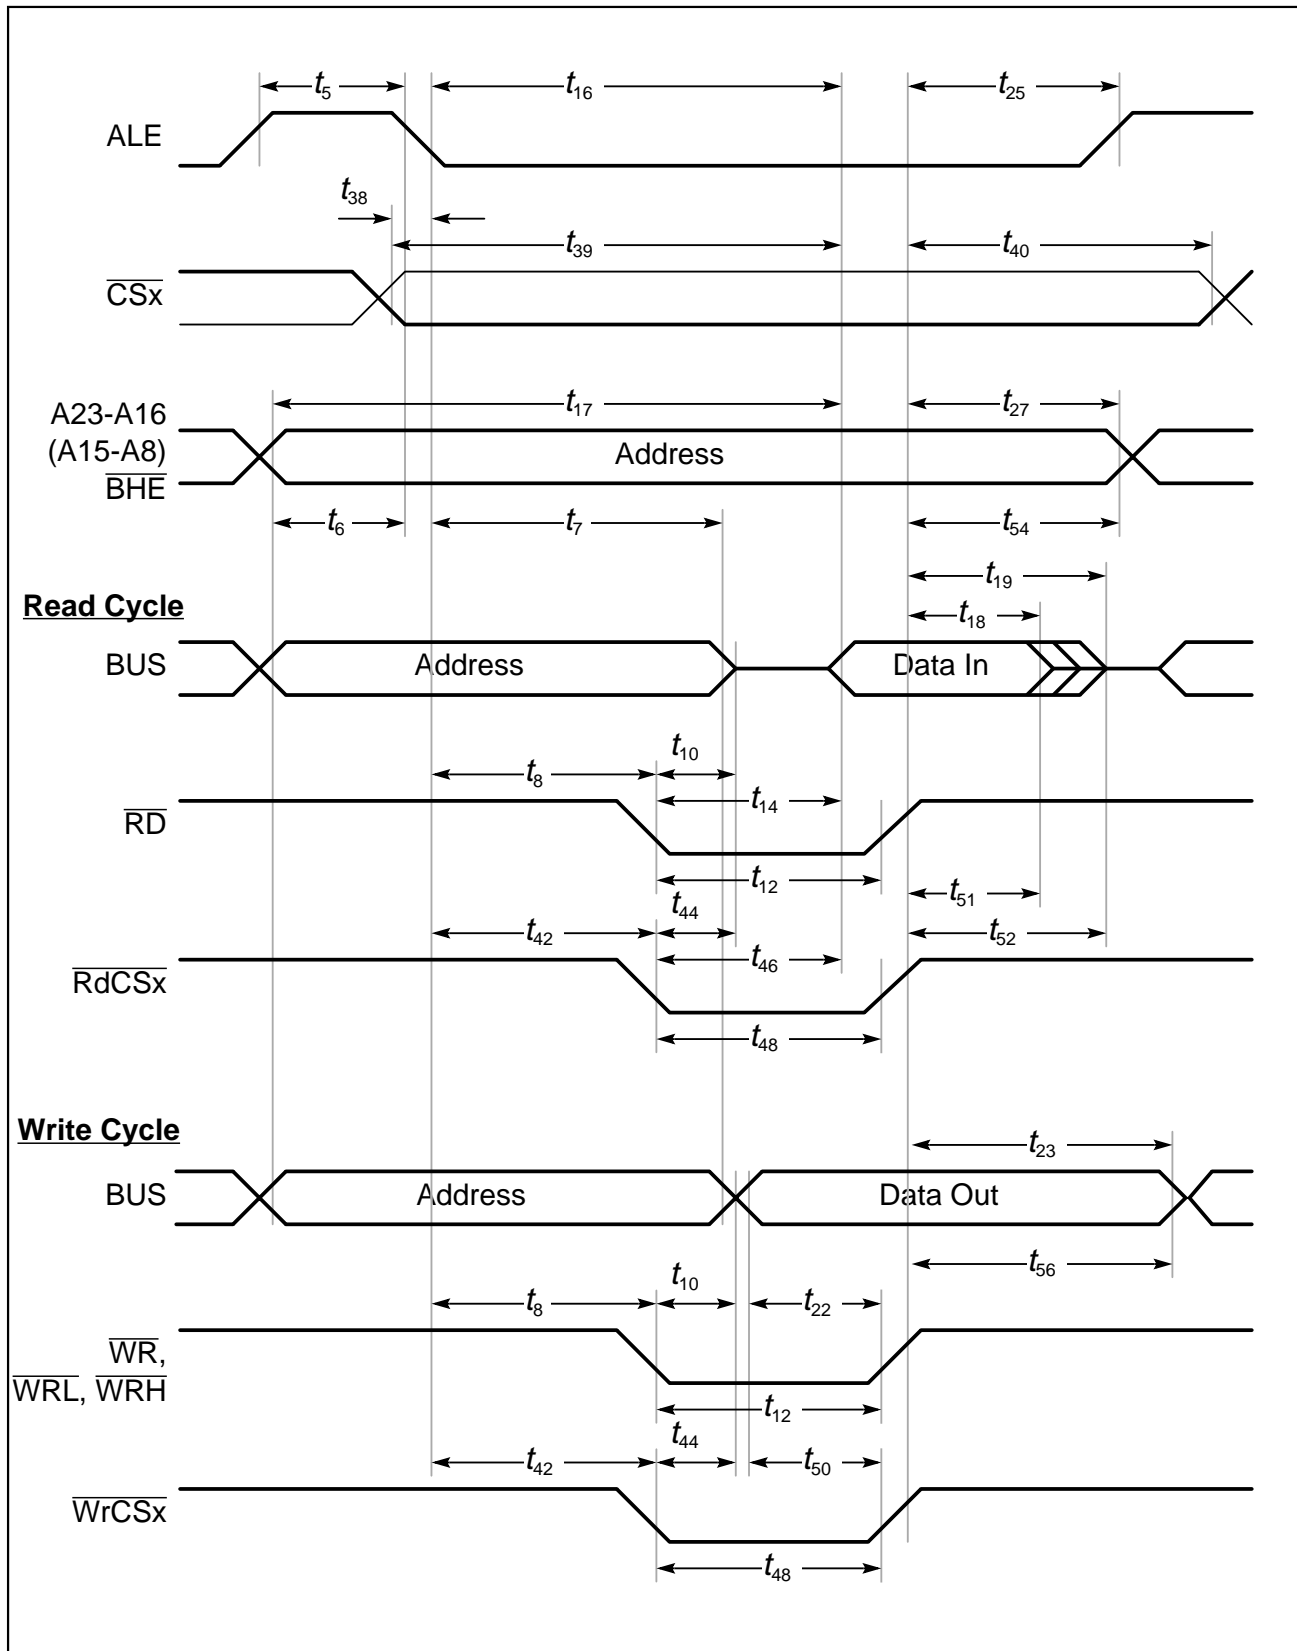 t5 t16 t25
ALE
t38
t39 t40
CSx
t17 t27
A23-A16
(A15-A8)
BHE
Address
t6 t7 t54
t19
Read Cycle
t18
BUS Address Data In
t10
t8
t14
RD
t12
t51
t44
t42 t52
t46
RdCSx
t48
Write Cycle
t23
BUS Address Data Out
t56
t10
t8 t22
WR,
WRL, WRH
t12
t44
t42 t50
WrCSx
t48